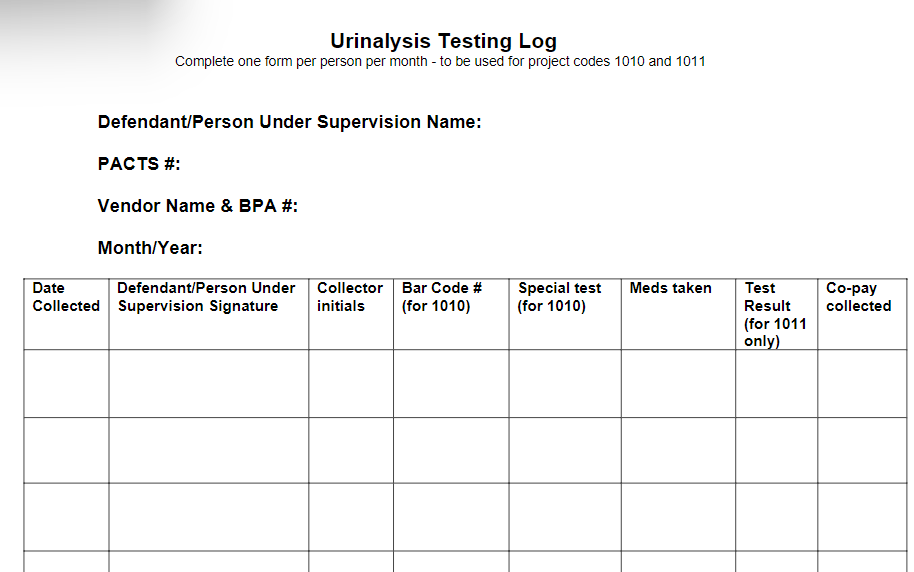 Urinalysis Testing Log
Complete one form per person per month - to be used for project codes 1010 and 1011
Defendant/Person Under Supervision Name:
PACTS #:
Vendor Name & BPA #:
Month/Year:
Date Collected
Defendant/Person Under Supervision Signature
Collector initials
Bar Code # (for 1010)
Special test (for 1010)
Meds taken
Test Result (for 1011 only)
Co-pay collected